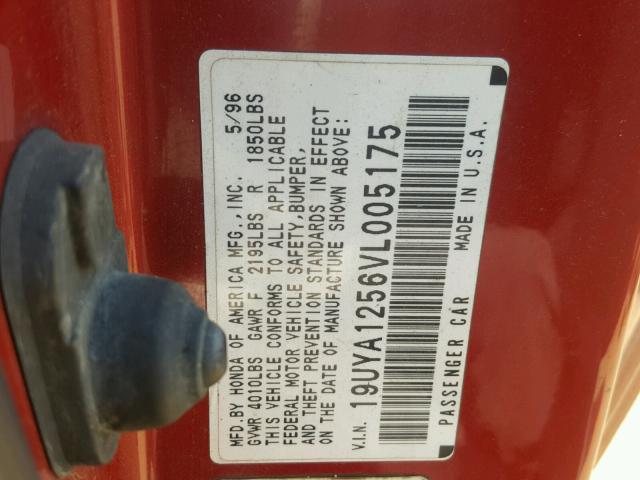 MFD.BY HONDA OF AMERICA MFG.,INC. 5/96
GVWR 4010LBS GAWR F 2195LBS R 1850LBS
THIS VEHICLE CONFORMS TO ALL APPLICABLE
FEDERAL MOTOR VEHICLE SAFETY,BUMPER,
AND THEFT PREVENTION STANDARDS IN EFFECT
ON THE DATE OF MANUFACTURE SHOWN ABOVE:
V.I.N. 19UYA1256VL005175
PASSENGER CAR MADE IN U.S.A.